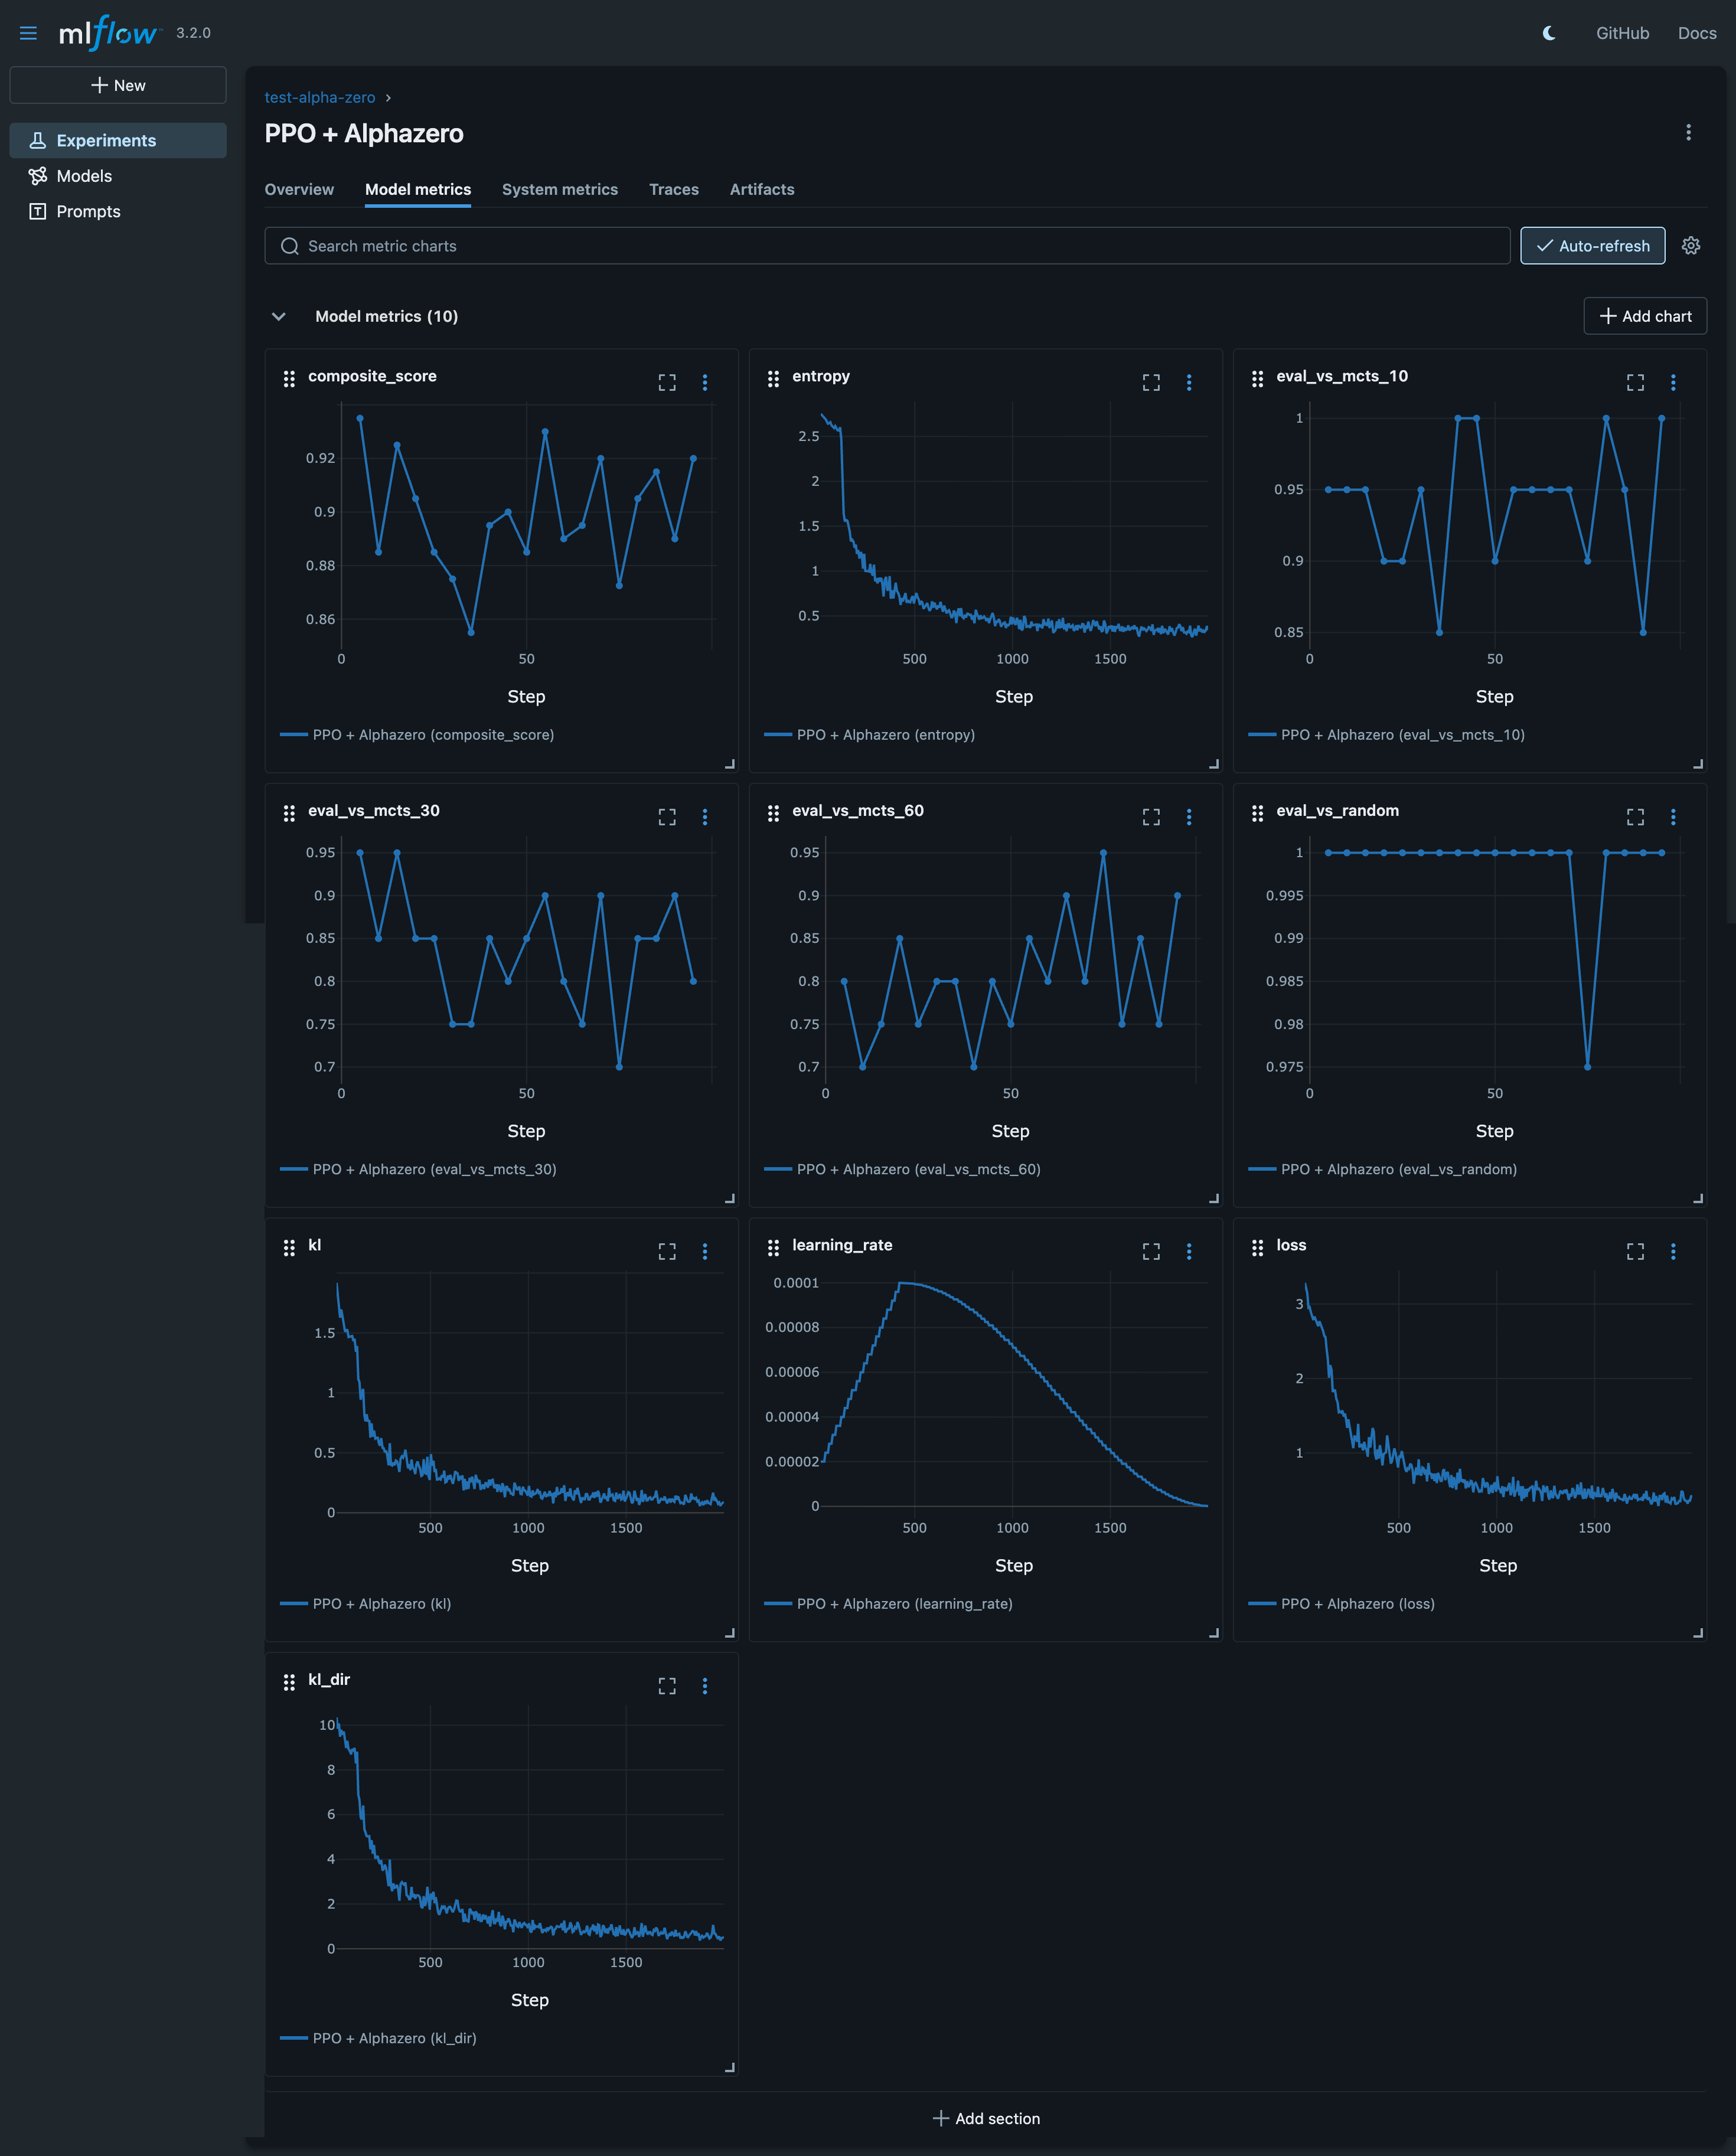 mlflow 3.2.0
GitHub
Docs
New
Experiments
Models
Prompts
test-alpha-zero
PPO + Alphazero
Overview
Model metrics
System metrics
Traces
Artifacts
Search metric charts
Auto-refresh
Model metrics (10)
Add chart
composite_score
0.92
0.9
0.88
0.86
0
50
Step
PPO + Alphazero (composite_score)
entropy
2.5
2
1.5
1
0.5
500
1000
1500
Step
PPO + Alphazero (entropy)
eval_vs_mcts_10
1
0.95
0.9
0.85
0
50
Step
PPO + Alphazero (eval_vs_mcts_10)
eval_vs_mcts_30
0.95
0.9
0.85
0.8
0.75
0.7
0
50
Step
PPO + Alphazero (eval_vs_mcts_30)
eval_vs_mcts_60
0.95
0.9
0.85
0.8
0.75
0.7
0
50
Step
PPO + Alphazero (eval_vs_mcts_60)
eval_vs_random
1
0.995
0.99
0.985
0.98
0.975
0
50
Step
PPO + Alphazero (eval_vs_random)
kl
1.5
1
0.5
0
500
1000
1500
Step
PPO + Alphazero (kl)
learning_rate
0.0001
0.00008
0.00006
0.00004
0.00002
0
500
1000
1500
Step
PPO + Alphazero (learning_rate)
loss
3
2
1
500
1000
1500
Step
PPO + Alphazero (loss)
kl_dir
10
8
6
4
2
0
500
1000
1500
Step
PPO + Alphazero (kl_dir)
Add section